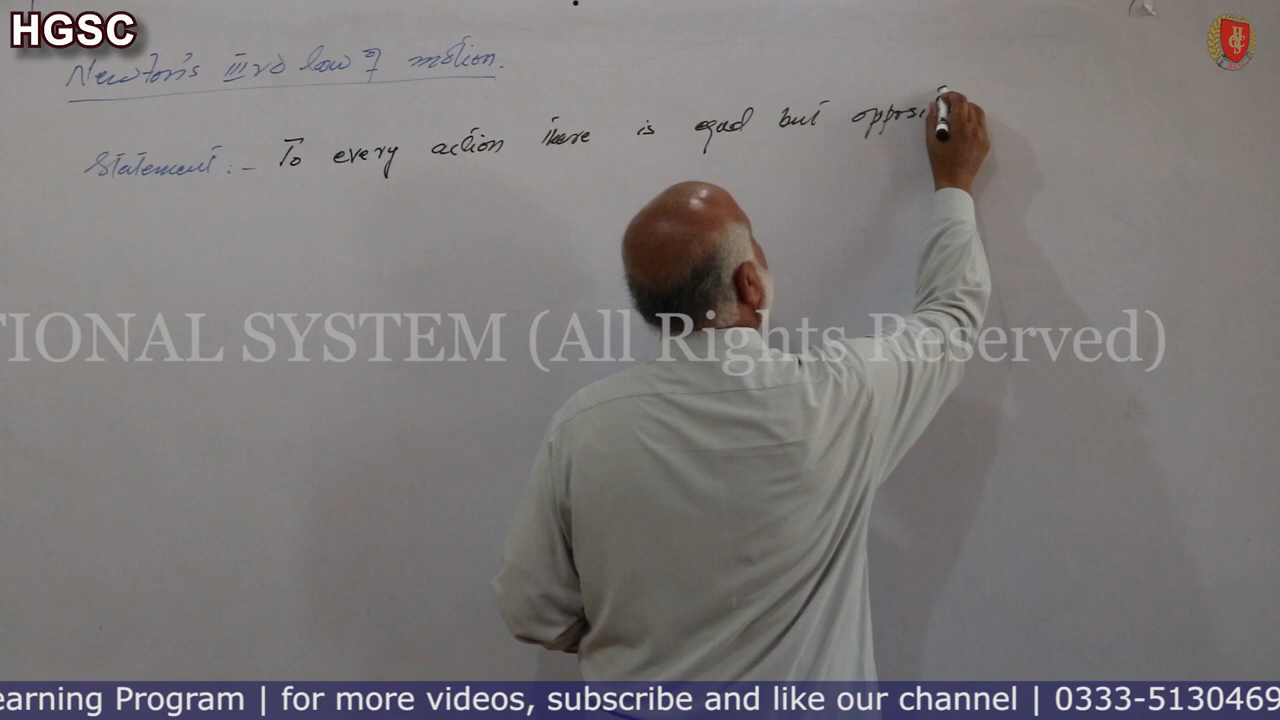 HGSC
Newton's IIIrd law of motion.
Statement :- To every action there is equal but opposi
TIONAL SYSTEM (All Rights Reserved)
earning Program | for more videos, subscribe and like our channel | 0333-5130469